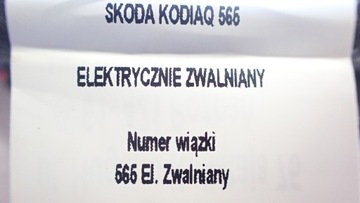 SKODA KODIAQ 565
ELEKTRYCZNIE ZWALNIANY
Numer wiązki
565 El. Zwalniany